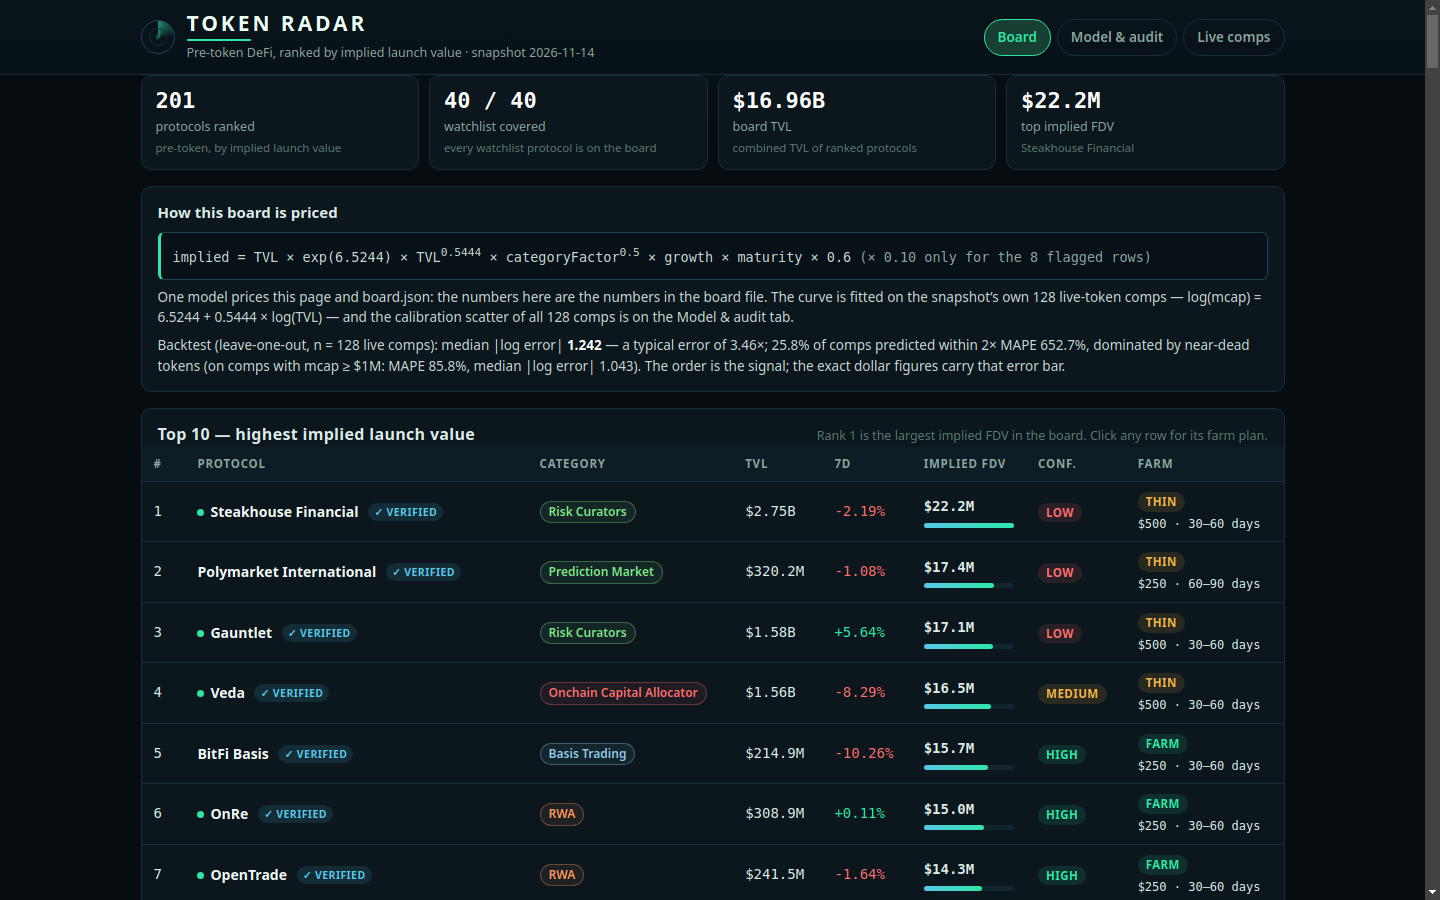 TOKEN RADAR
Pre-token DeFi, ranked by implied launch value · snapshot 2026-11-14
Board
Model & audit
Live comps
201
protocols ranked
pre-token, by implied launch value
40 / 40
watchlist covered
every watchlist protocol is on the board
$16.96B
board TVL
combined TVL of ranked protocols
$22.2M
top implied FDV
Steakhouse Financial
How this board is priced
implied = TVL × exp(6.5244) × TVL^0.5444 × categoryFactor^0.5 × growth × maturity × 0.6 (× 0.10 only for the 8 flagged rows)
One model prices this page and board.json: the numbers here are the numbers in the board file. The curve is fitted on the snapshot’s own 128 live-token comps — log(mcap) =
6.5244 + 0.5444 × log(TVL) — and the calibration scatter of all 128 comps is on the Model & audit tab.
Backtest (leave-one-out, n = 128 live comps): median |log error| 1.242 — a typical error of 3.46×; 25.8% of comps predicted within 2× MAPE 652.7%, dominated by near-dead
tokens (on comps with mcap ≥ $1M: MAPE 85.8%, median |log error| 1.043). The order is the signal; the exact dollar figures carry that error bar.
Top 10 — highest implied launch value
Rank 1 is the largest implied FDV in the board. Click any row for its farm plan.
# PROTOCOL CATEGORY TVL 7D IMPLIED FDV CONF. FARM
1 Steakhouse Financial ✓ VERIFIED Risk Curators $2.75B -2.19% $22.2M LOW THIN
$500 · 30–60 days
2 Polymarket International ✓ VERIFIED Prediction Market $320.2M -1.08% $17.4M LOW THIN
$250 · 60–90 days
3 Gauntlet ✓ VERIFIED Risk Curators $1.58B +5.64% $17.1M LOW THIN
$500 · 30–60 days
4 Veda ✓ VERIFIED Onchain Capital Allocator $1.56B -8.29% $16.5M MEDIUM THIN
$500 · 30–60 days
5 BitFi Basis ✓ VERIFIED Basis Trading $214.9M -10.26% $15.7M HIGH FARM
$250 · 30–60 days
6 OnRe ✓ VERIFIED RWA $308.9M +0.11% $15.0M HIGH FARM
$250 · 30–60 days
7 OpenTrade ✓ VERIFIED RWA $241.5M -1.64% $14.3M HIGH FARM
$250 · 30–60 days